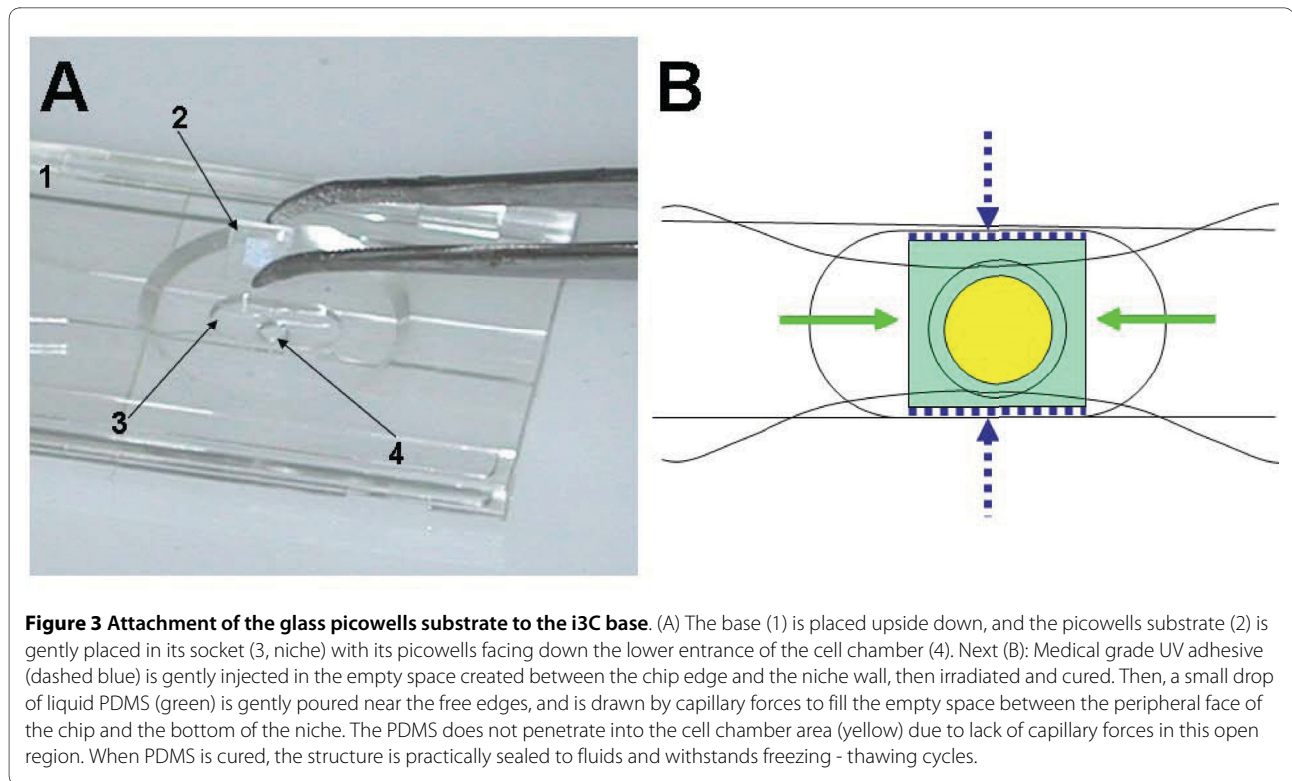 A
B
2
1
3
4
Figure 3 Attachment of the glass picowells substrate to the i3C base. (A) The base (1) is placed upside down, and the picowells substrate (2) is
gently placed in its socket (3, niche) with its picowells facing down the lower entrance of the cell chamber (4). Next (B): Medical grade UV adhesive
(dashed blue) is gently injected in the empty space created between the chip edge and the niche wall, then irradiated and cured. Then, a small drop
of liquid PDMS (green) is gently poured near the free edges, and is drawn by capillary forces to fill the empty space between the peripheral face of
the chip and the bottom of the niche. The PDMS does not penetrate into the cell chamber area (yellow) due to lack of capillary forces in this open
region. When PDMS is cured, the structure is practically sealed to fluids and withstands freezing - thawing cycles.